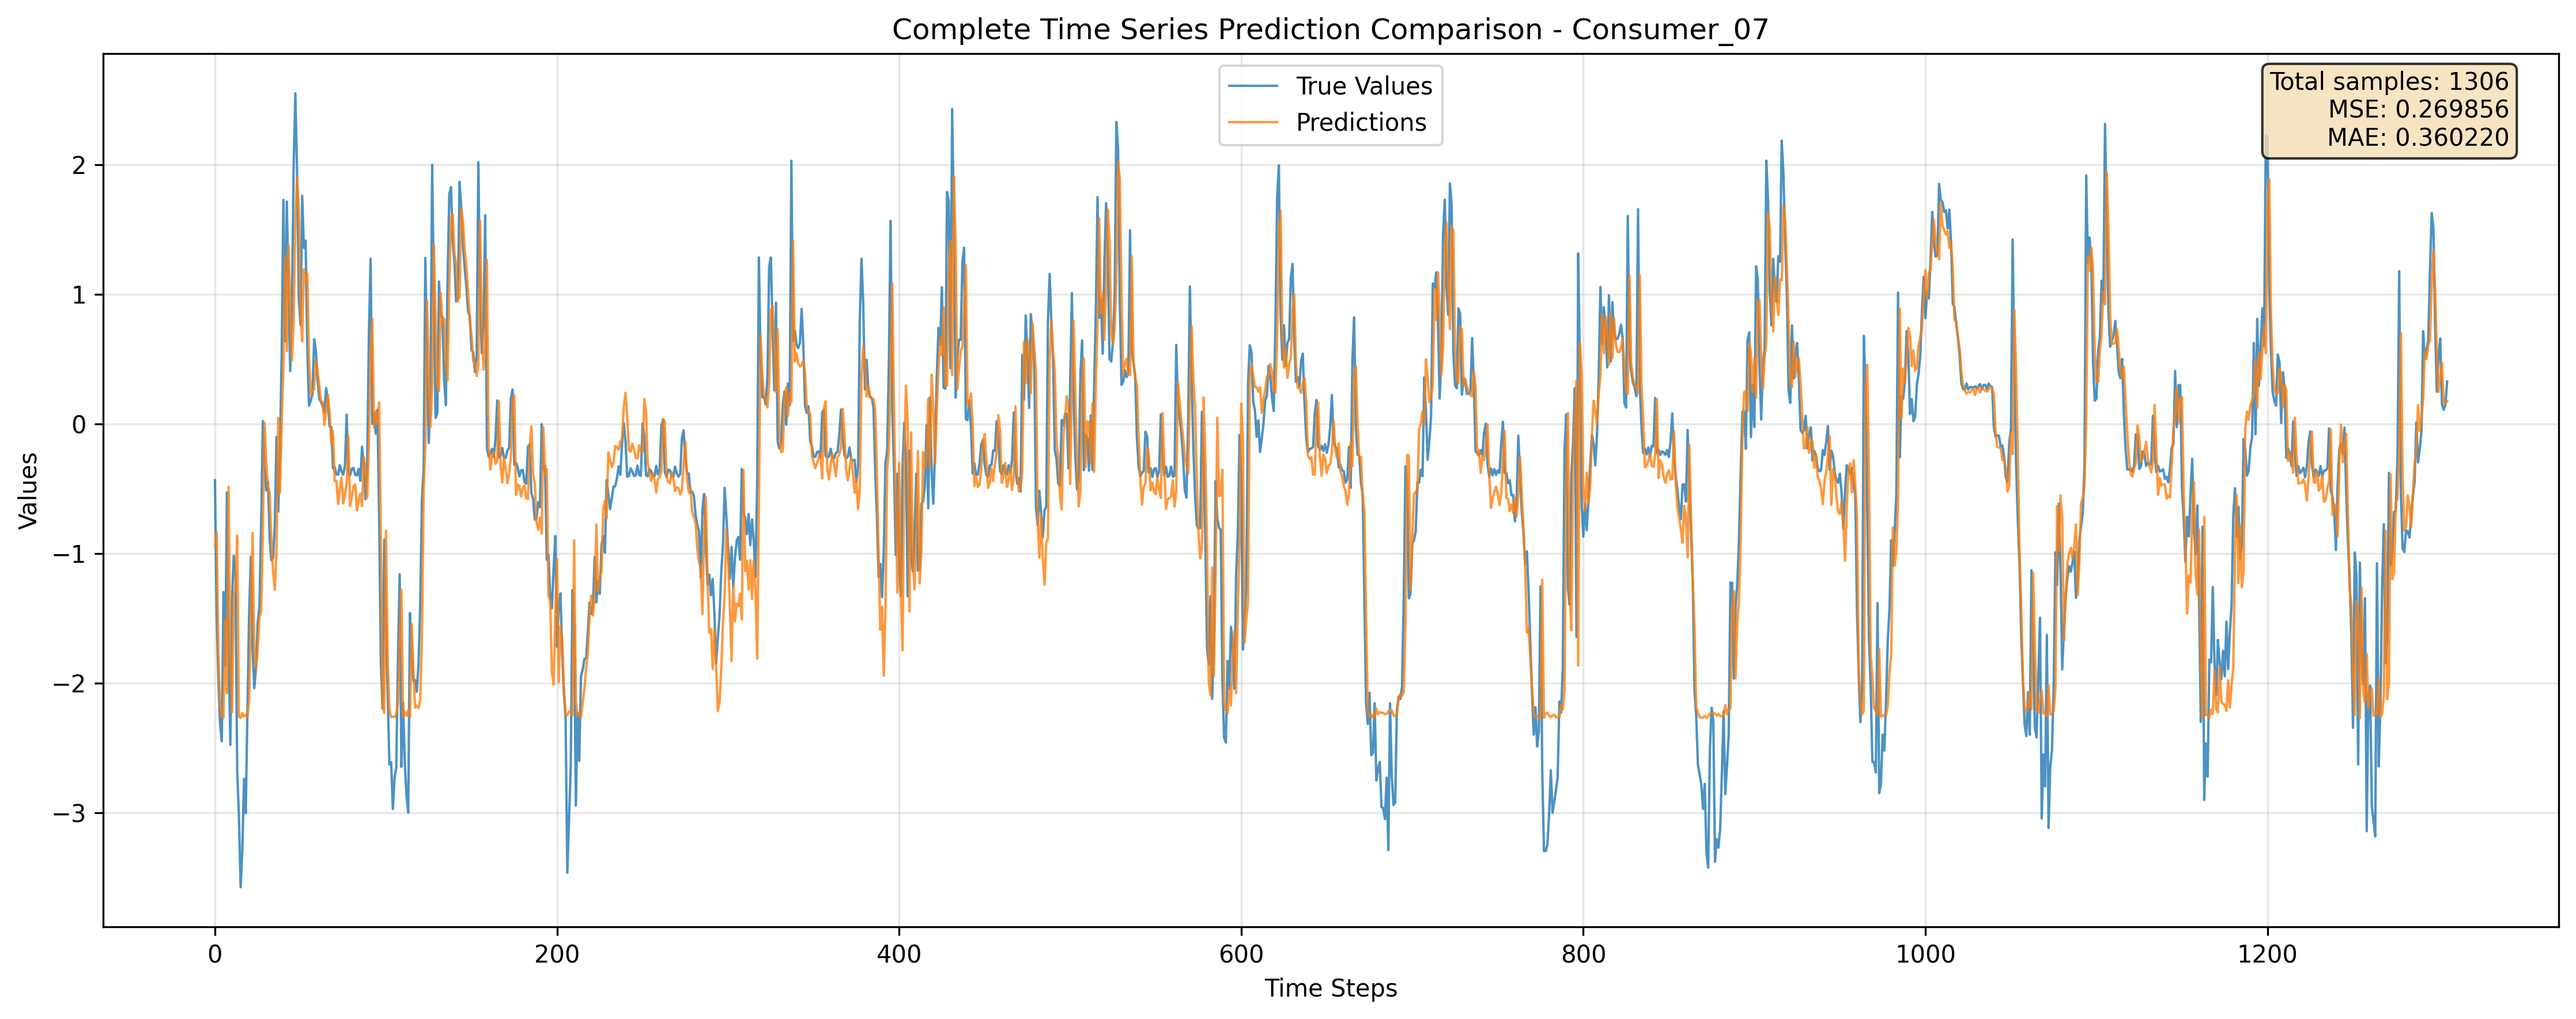 Complete Time Series Prediction Comparison - Consumer_07
True Values
Predictions
Total samples: 1306
MSE: 0.269856
MAE: 0.360220
Values
2
1
0
−1
−2
−3
0 200 400 600 800 1000 1200
Time Steps